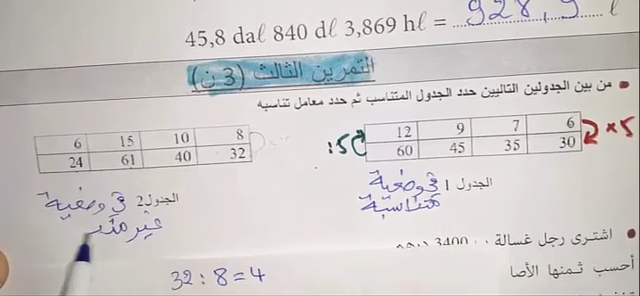 45,8 daℓ 840 dℓ 3,869 hℓ = 928,9 ℓ
التمرين الثالث (3 ن)
من بين الجدولين التاليين حدد الجدول المتناسب ثم حدد معامل تناسبه
6 15 10 8
24 61 40 32
:5
12 9 7 6
60 45 35 30
×5
الجدول 1 في وضعية
متناسبة
الجدول 2 في وضعية
غير
اشترى رجل غسالة 3400
أحسب ثمنها
32 : 8 = 4